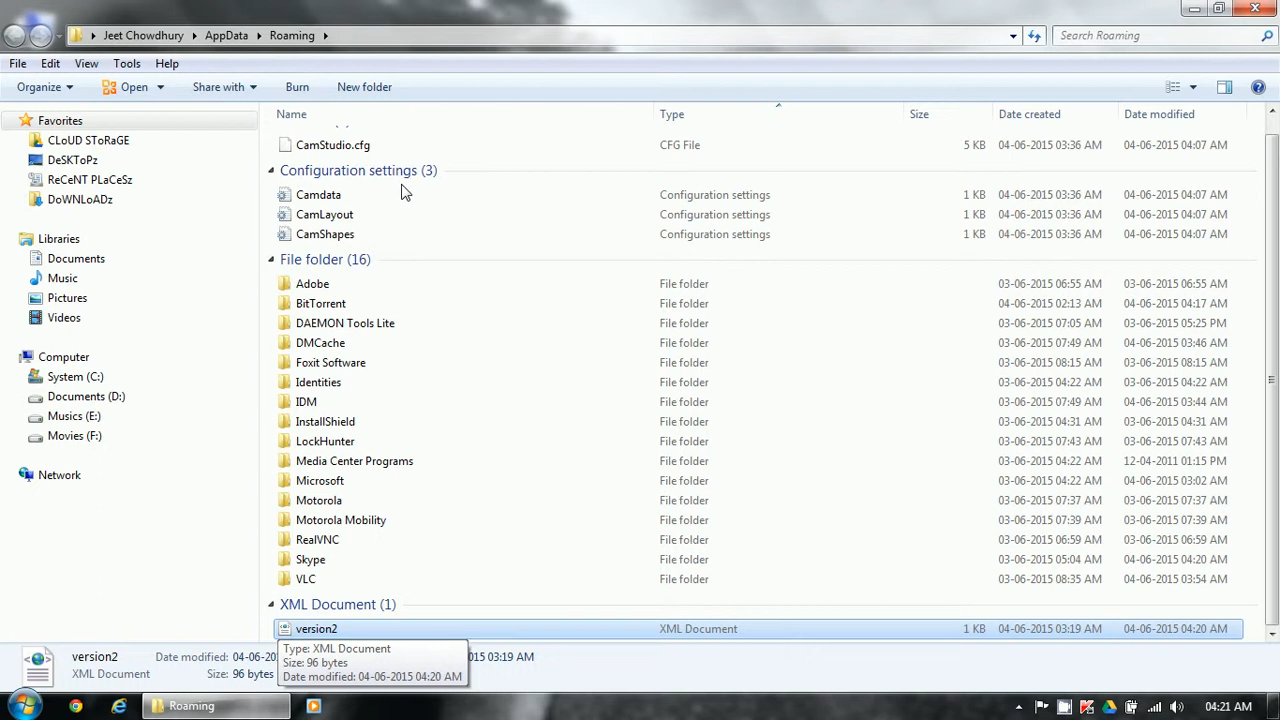 Jeet Chowdhury AppData Roaming
Search Roaming
File Edit View Tools Help
Organize Open Share with Burn New folder
Name Type Size Date created Date modified
Favorites
CLoUD SToRaGE
DeSKToPz
ReCeNT PLaCeSz
DoWNLoADz
Libraries
Documents
Music
Pictures
Videos
Computer
System (C:)
Documents (D:)
Musics (E:)
Movies (F:)
Network
CamStudio.cfg CFG File 5 KB 04-06-2015 03:36 AM 04-06-2015 04:07 AM
Configuration settings (3)
Camdata Configuration settings 1 KB 04-06-2015 03:36 AM 04-06-2015 04:07 AM
CamLayout Configuration settings 1 KB 04-06-2015 03:36 AM 04-06-2015 04:07 AM
CamShapes Configuration settings 1 KB 04-06-2015 03:36 AM 04-06-2015 04:07 AM
File folder (16)
Adobe File folder 03-06-2015 06:55 AM 03-06-2015 06:55 AM
BitTorrent File folder 04-06-2015 02:13 AM 04-06-2015 04:17 AM
DAEMON Tools Lite File folder 03-06-2015 07:05 AM 03-06-2015 05:25 PM
DMCache File folder 03-06-2015 07:49 AM 04-06-2015 03:46 AM
Foxit Software File folder 03-06-2015 08:15 AM 03-06-2015 08:15 AM
Identities File folder 03-06-2015 04:22 AM 03-06-2015 04:22 AM
IDM File folder 03-06-2015 07:49 AM 04-06-2015 03:44 AM
InstallShield File folder 03-06-2015 04:31 AM 03-06-2015 04:31 AM
LockHunter File folder 03-06-2015 07:43 AM 03-06-2015 07:43 AM
Media Center Programs File folder 03-06-2015 04:22 AM 12-04-2011 01:15 PM
Microsoft File folder 03-06-2015 04:22 AM 04-06-2015 03:02 AM
Motorola File folder 03-06-2015 07:37 AM 03-06-2015 07:37 AM
Motorola Mobility File folder 03-06-2015 07:39 AM 03-06-2015 07:39 AM
RealVNC File folder 03-06-2015 06:59 AM 03-06-2015 06:59 AM
Skype File folder 03-06-2015 05:04 AM 04-06-2015 04:20 AM
VLC File folder 03-06-2015 08:35 AM 04-06-2015 03:54 AM
XML Document (1)
version2 XML Document 1 KB 04-06-2015 03:19 AM 04-06-2015 04:20 AM
Type: XML Document
Size: 96 bytes
Date modified: 04-06-2015 04:20 AM
version2 Date modified: 04-06- 015 03:19 AM
XML Document Size: 96 bytes
Roaming
04:21 AM